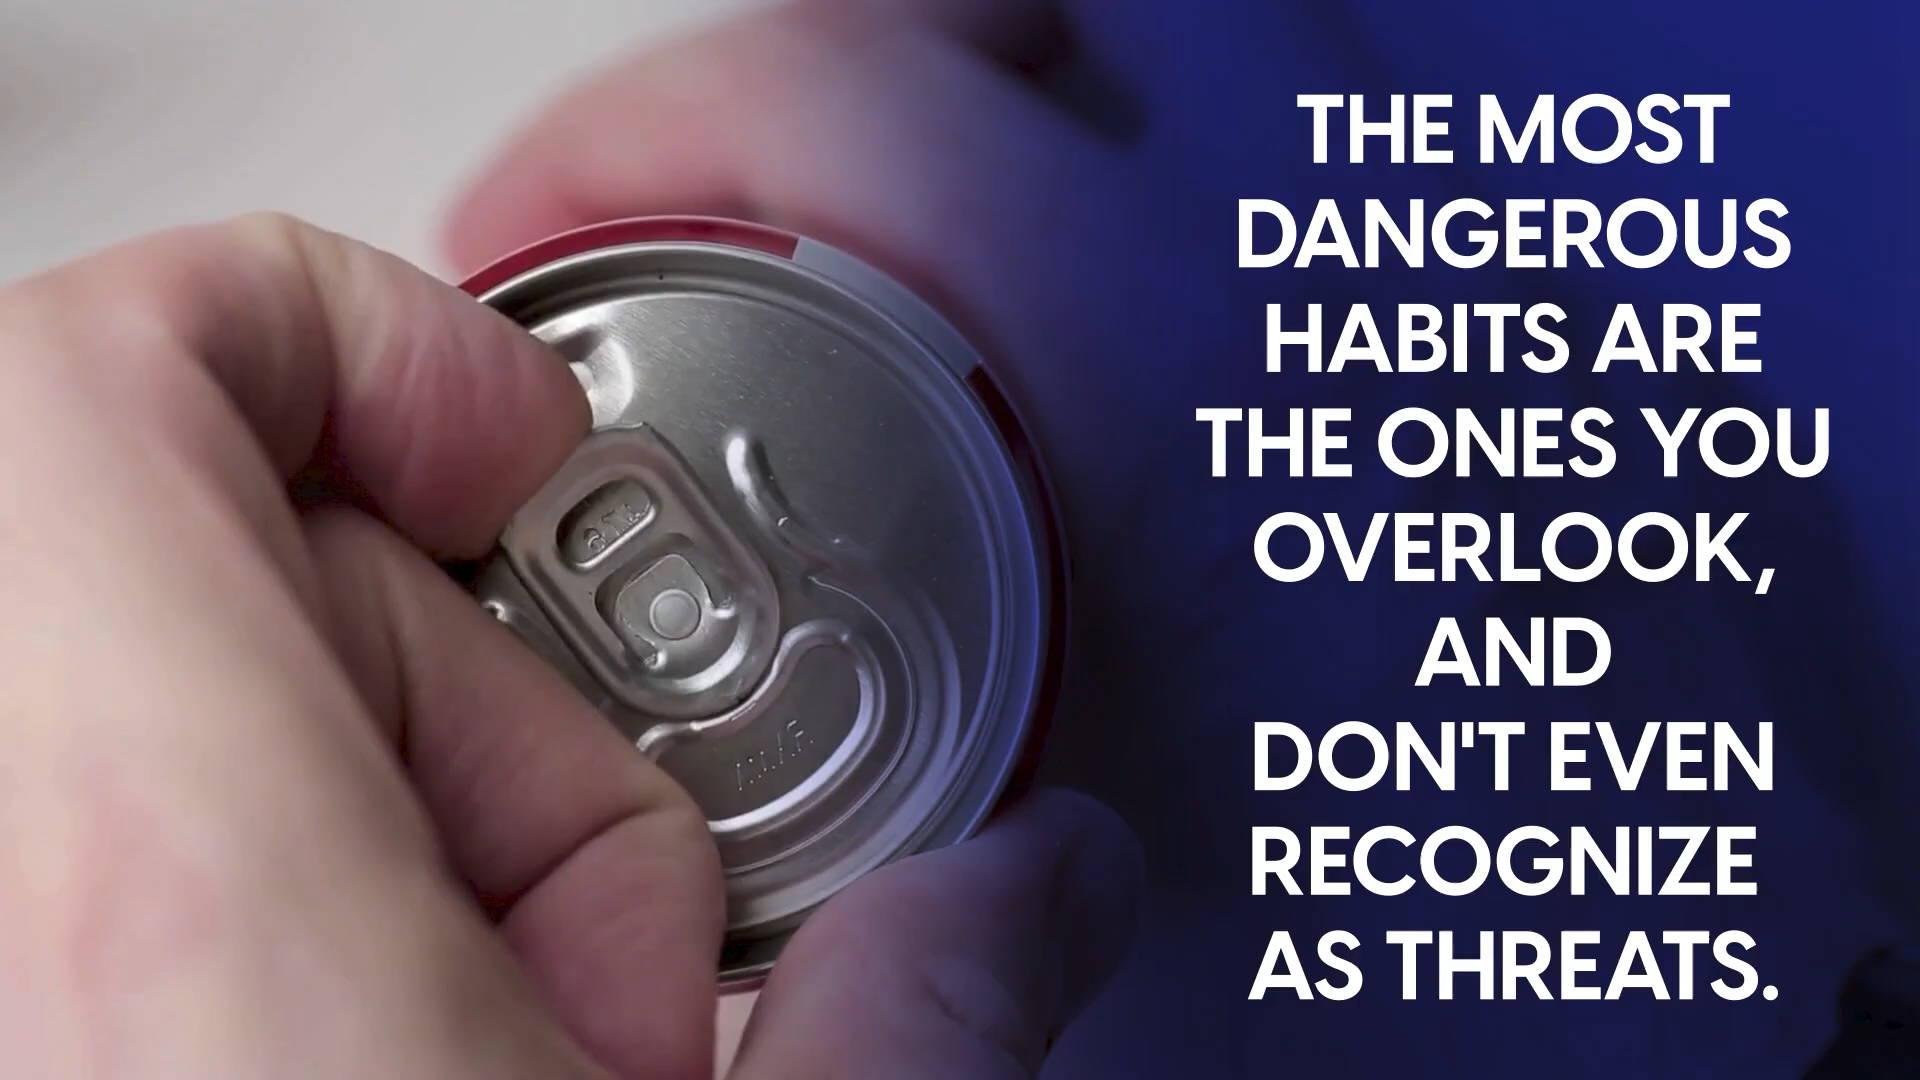 THE MOST
DANGEROUS
HABITS ARE
THE ONES YOU
OVERLOOK,
AND
DON'T EVEN
RECOGNIZE
AS THREATS.